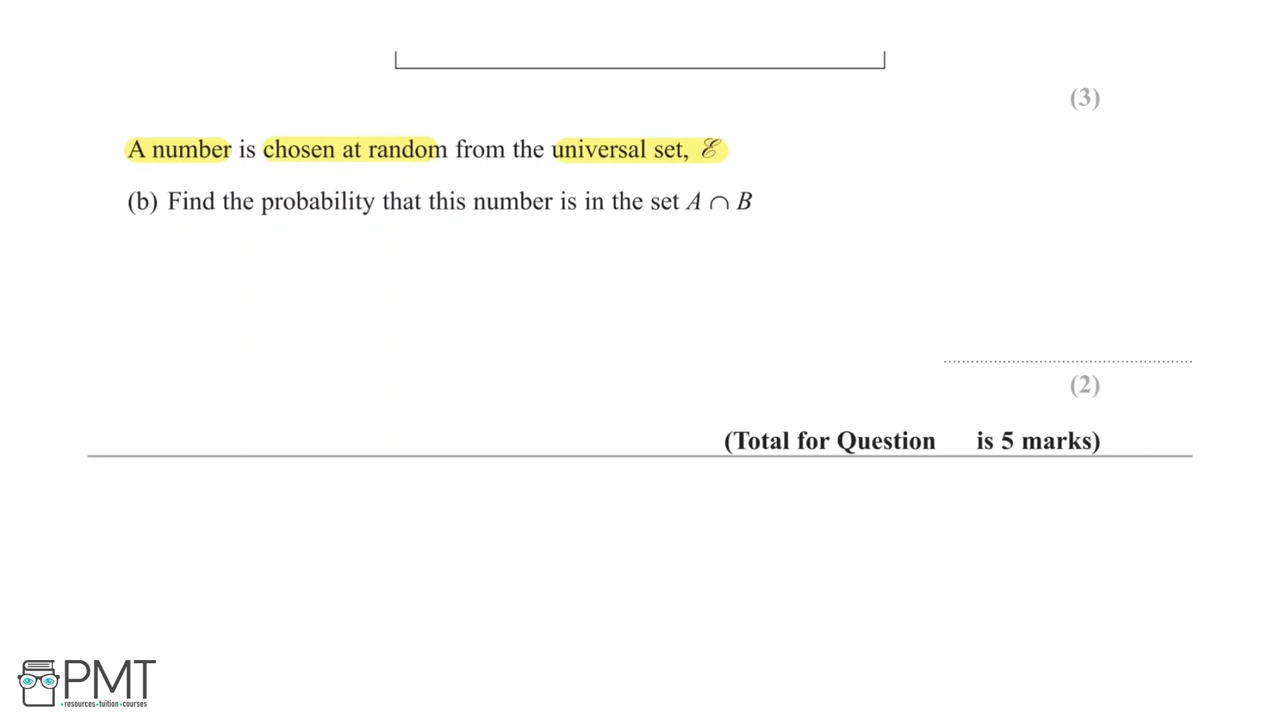 (3)
A number is chosen at random from the universal set, ℰ
(b) Find the probability that this number is in the set A ∩ B
(2)
(Total for Question is 5 marks)
PMT
•resources•tuition•courses